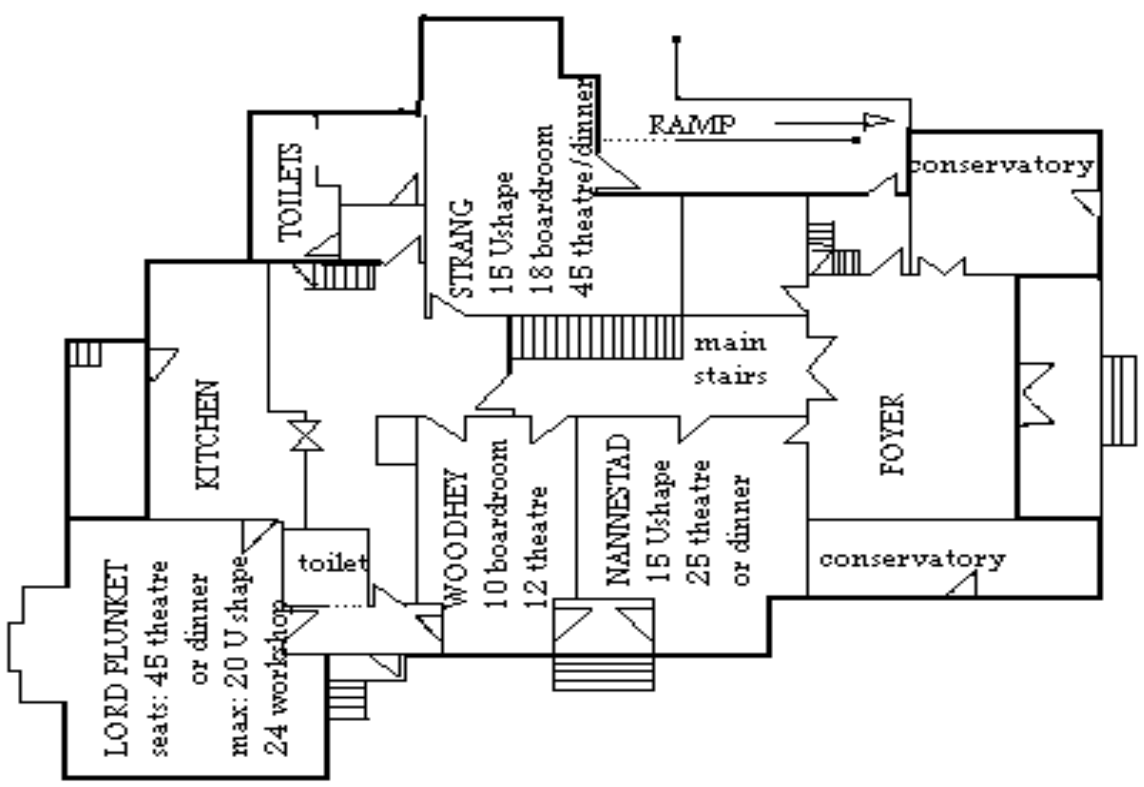 RAMP
conservatory
TOILETS
STRANG
15 Ushape
18 boardroom
45 theatre/dinner
main
stairs
KITCHEN
FOYER
WOODHEY
10 boardroom
12 theatre
NANNESTAD
15 Ushape
25 theatre
or dinner
conservatory
toilet
LORD PLUNKET
seats: 45 theatre
or dinner
max: 20 U shape
24 workshop